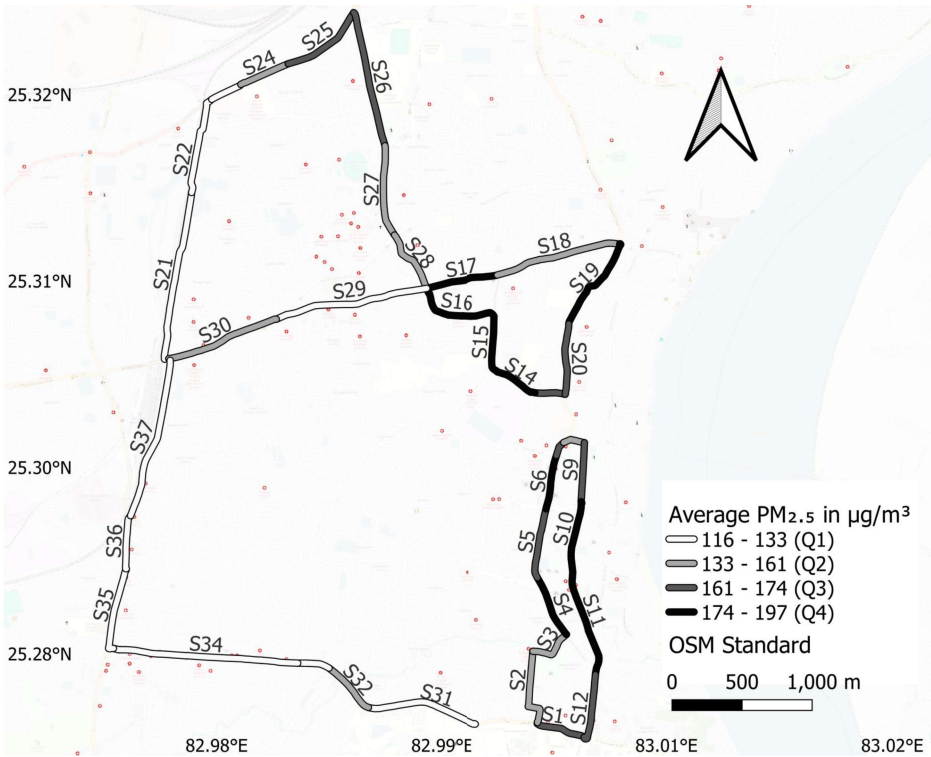 25.32°N
25.31°N
25.30°N
25.28°N
S24
S25
S26
S22
S27
S28
S21
S29
S30
S17
S18
S19
S16
S15
S14
S20
S37
S36
S35
S34
S32
S31
S6
S9
S5
S10
S4
S11
S3
S2
S1
S12
Average PM₂.₅ in µg/m³
116 - 133 (Q1)
133 - 161 (Q2)
161 - 174 (Q3)
174 - 197 (Q4)
OSM Standard
0 500 1,000 m
82.98°E 82.99°E 83.01°E 83.02°E